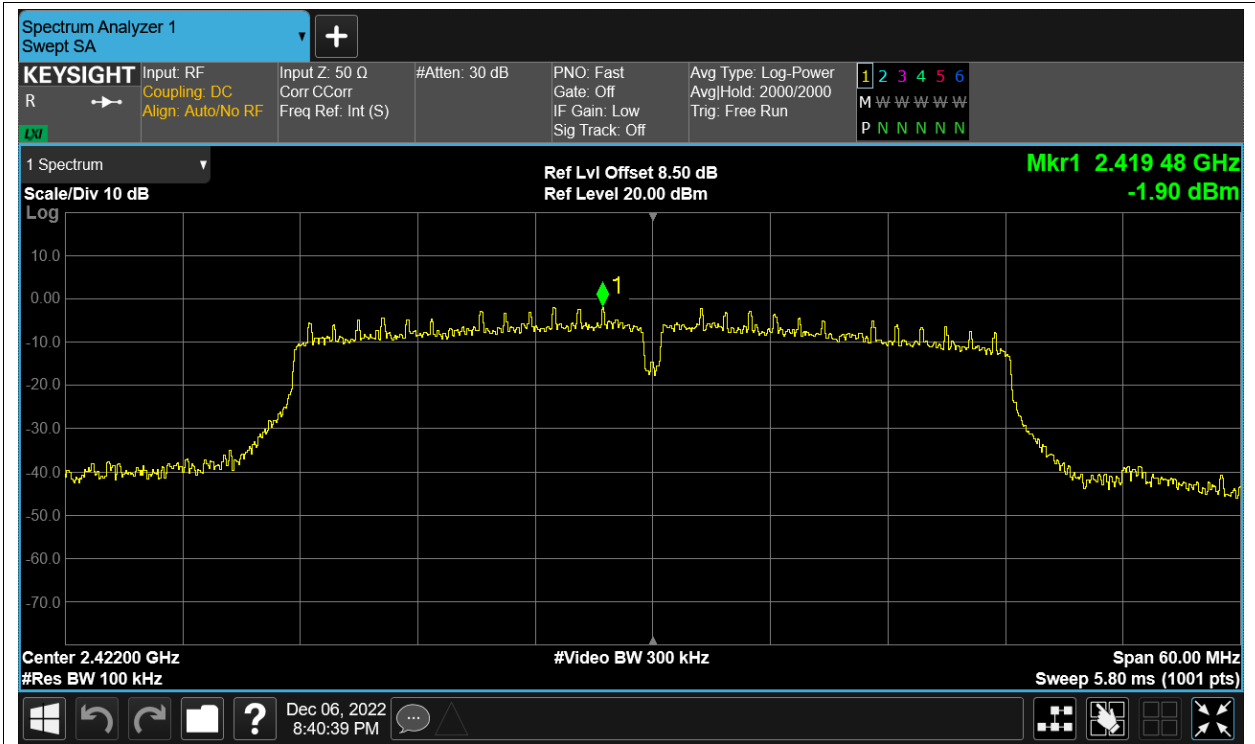 Spectrum Analyzer 1
Swept SA
KEYSIGHT
R
LXI
Input: RF
Coupling: DC
Align: Auto/No RF
Input Z: 50 Ω
Corr CCorr
Freq Ref: Int (S)
#Atten: 30 dB
PNO: Fast
Gate: Off
IF Gain: Low
Sig Track: Off
Avg Type: Log-Power
Avg|Hold: 2000/2000
Trig: Free Run
1 2 3 4 5 6
M W W W W W
P N N N N N
1 Spectrum
Scale/Div 10 dB
Log
Ref Lvl Offset 8.50 dB
Ref Level 20.00 dBm
Mkr1 2.419 48 GHz
-1.90 dBm
1
10.0
0.00
-10.0
-20.0
-30.0
-40.0
-50.0
-60.0
-70.0
Center 2.42200 GHz
#Res BW 100 kHz
#Video BW 300 kHz
Span 60.00 MHz
Sweep 5.80 ms (1001 pts)
?
Dec 06, 2022
8:40:39 PM